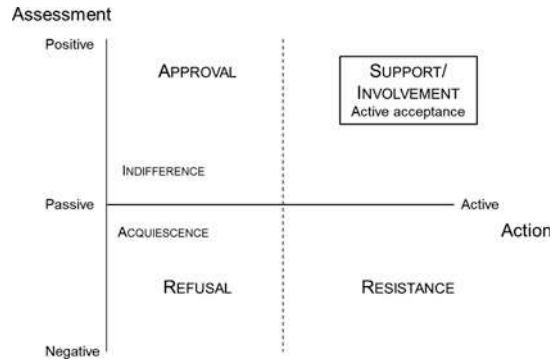 Assessment
Positive
APPROVAL
SUPPORT/
INVOLVEMENT
Active acceptance
INDIFFERENCE
Passive
Active
ACQUIESCENCE
Action
REFUSAL
RESISTANCE
Negative